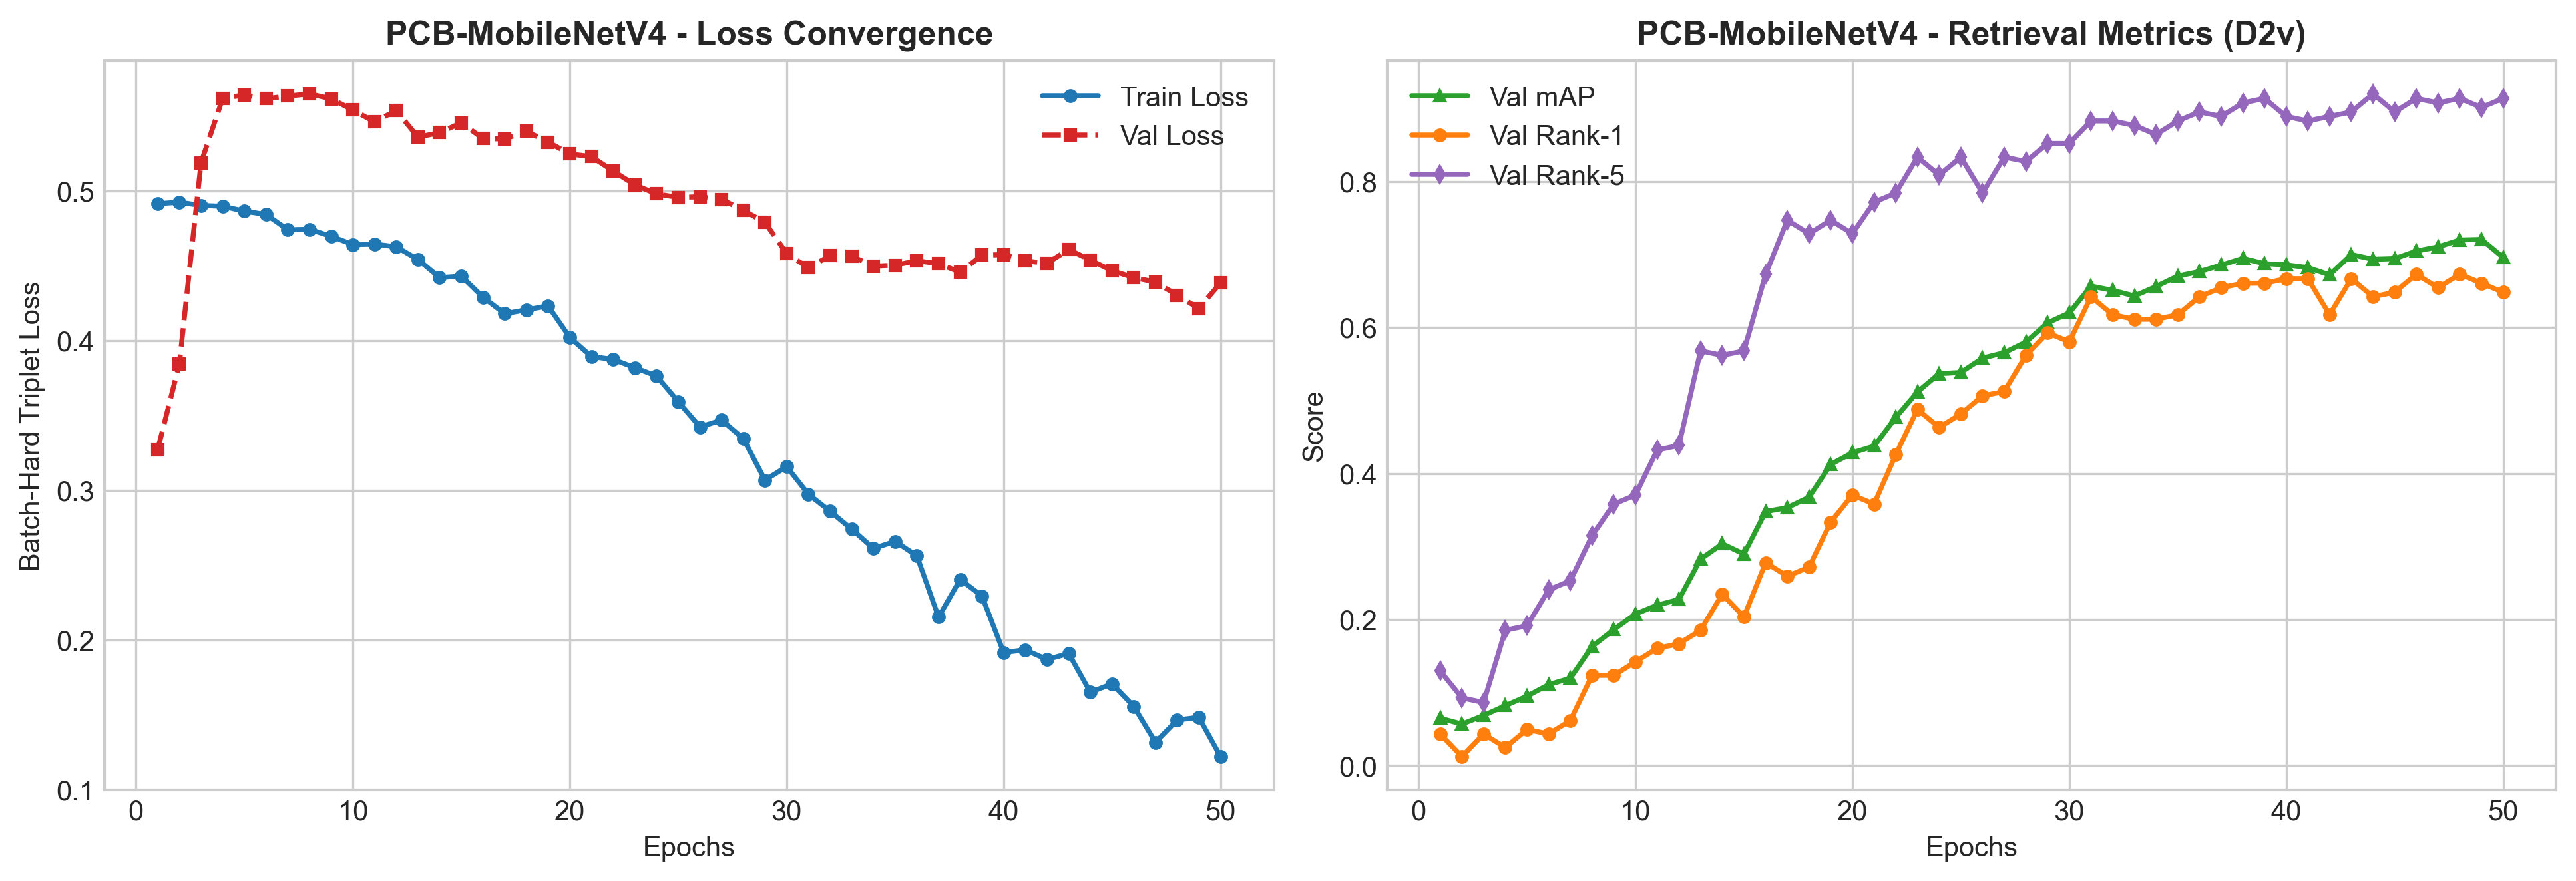 PCB-MobileNetV4 - Loss Convergence
Train Loss
Val Loss
0.5
0.4
0.3
0.2
0.1
Batch-Hard Triplet Loss
0 10 20 30 40 50
Epochs
PCB-MobileNetV4 - Retrieval Metrics (D2v)
Val mAP
Val Rank-1
Val Rank-5
0.8
0.6
0.4
0.2
0.0
Score
0 10 20 30 40 50
Epochs